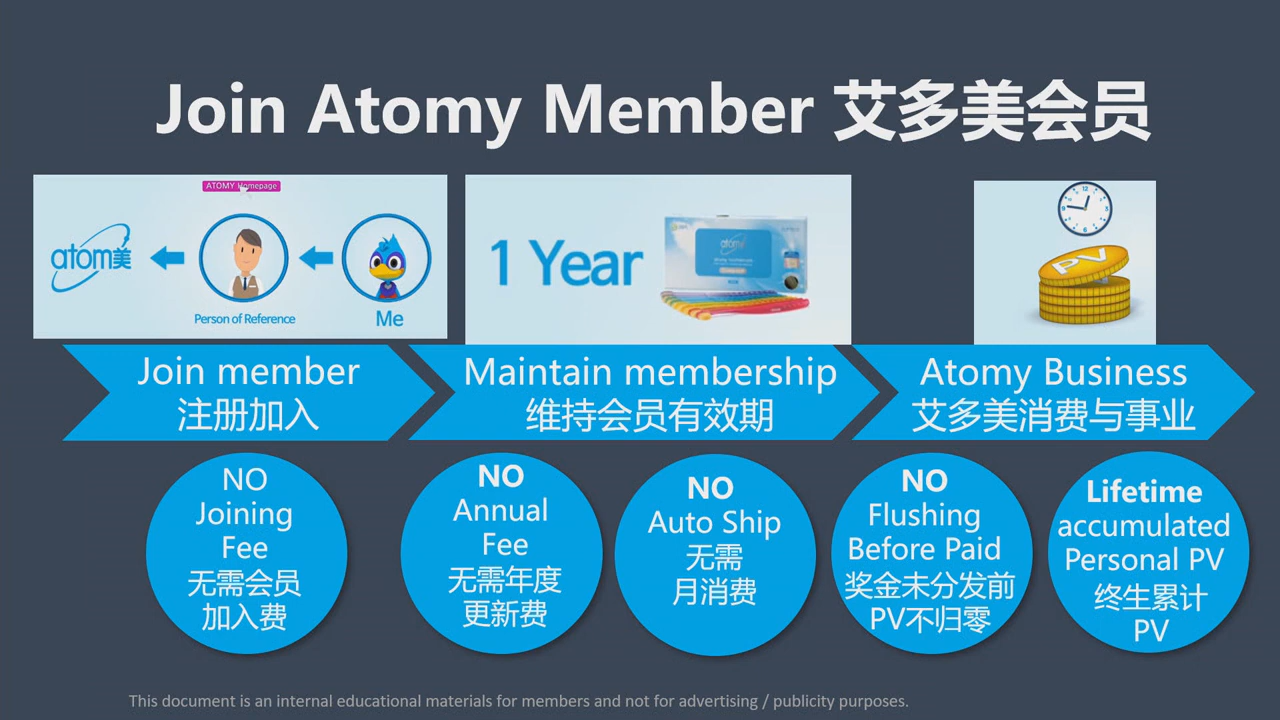 Join Atomy Member 艾多美会员
ATOMY Homepage
atom美
Person of Reference
Me
1 Year
atomy
PV
Join member
注册加入
Maintain membership
维持会员有效期
Atomy Business
艾多美消费与事业
NO
Joining
Fee
无需会员
加入费
NO
Annual
Fee
无需年度
更新费
NO
Auto Ship
无需
月消费
NO
Flushing
Before Paid
奖金未分发前
PV不归零
Lifetime
accumulated
Personal PV
终生累计
PV
This document is an internal educational materials for members and not for advertising / publicity purposes.